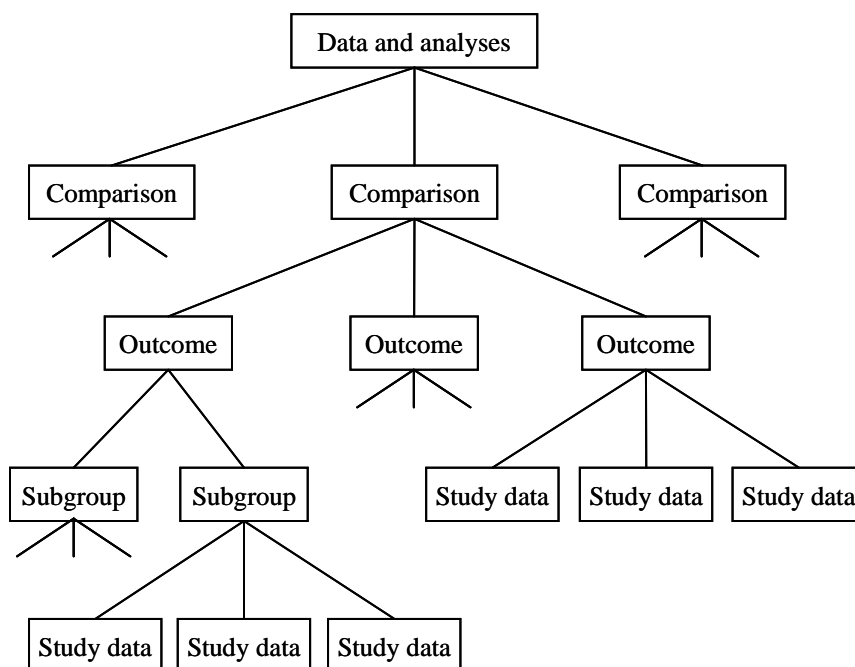 Data and analyses
Comparison
Comparison
Comparison
Outcome
Outcome
Outcome
Subgroup
Subgroup
Study data
Study data
Study data
Study data
Study data
Study data